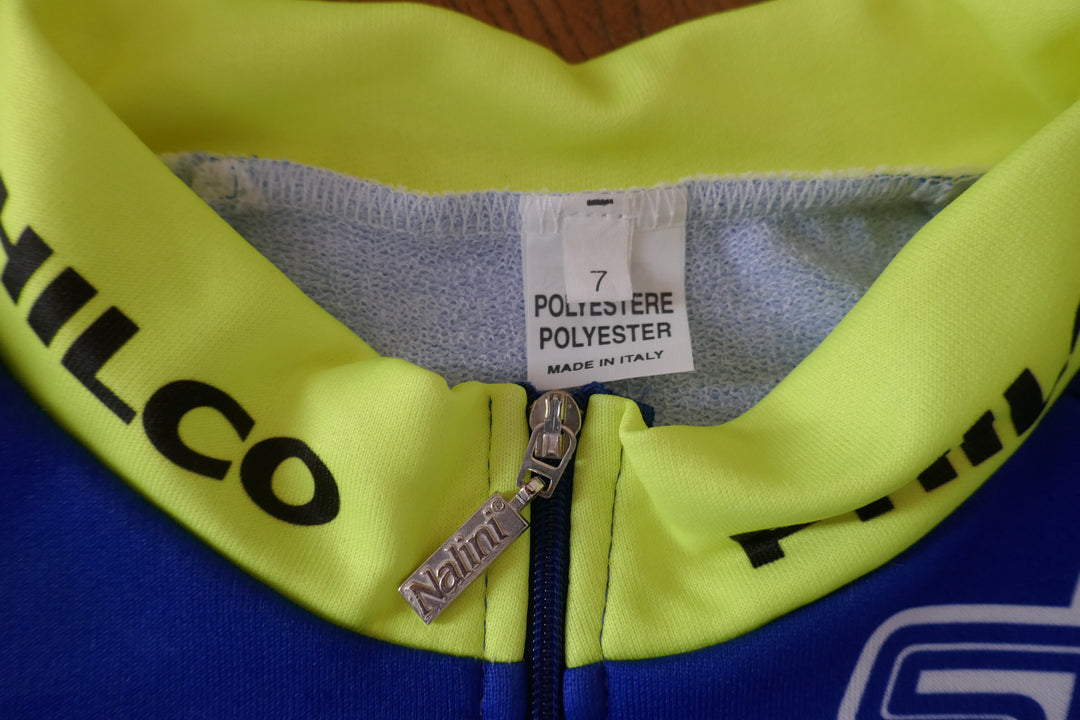 HILCO
7
POLYESTERE
POLYESTER
MADE IN ITALY
Nalini®